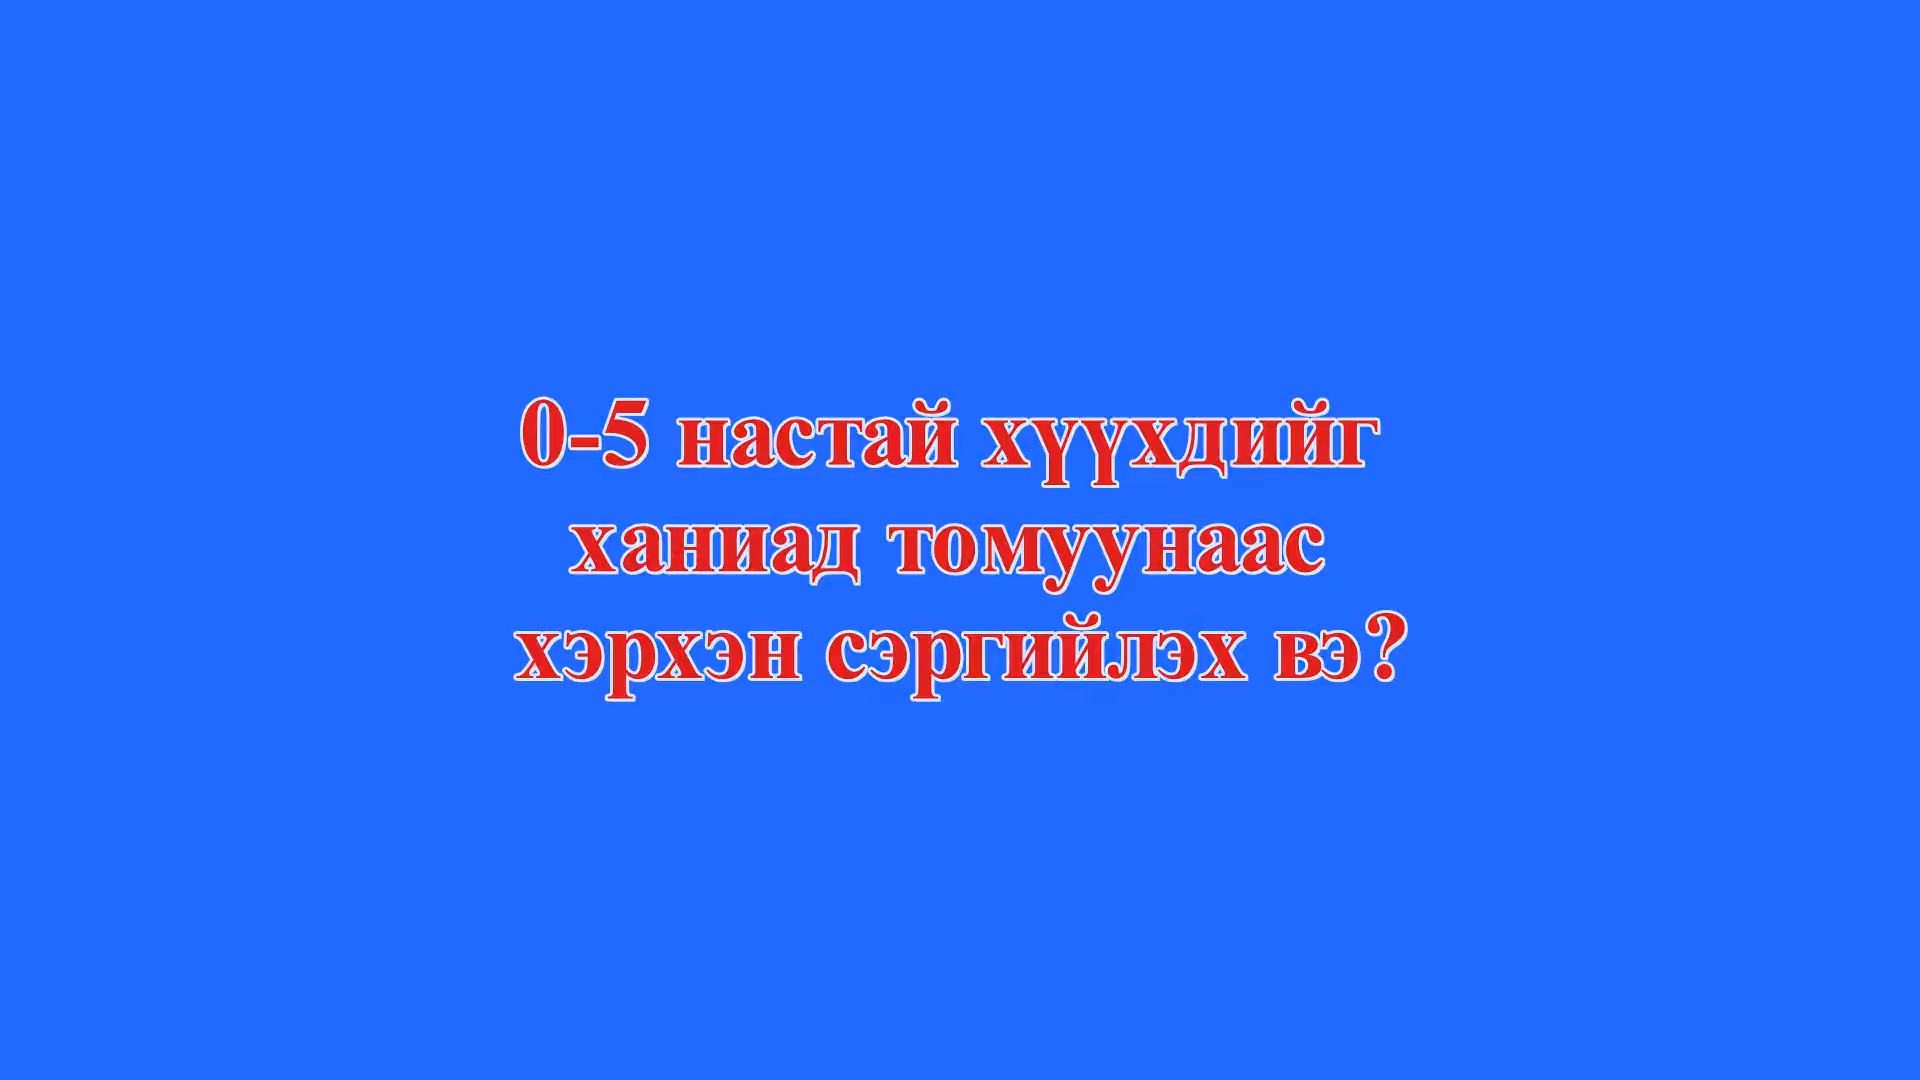 0-5 настай хүүхдийг
ханиад томуунаас
хэрхэн сэргийлэх вэ?